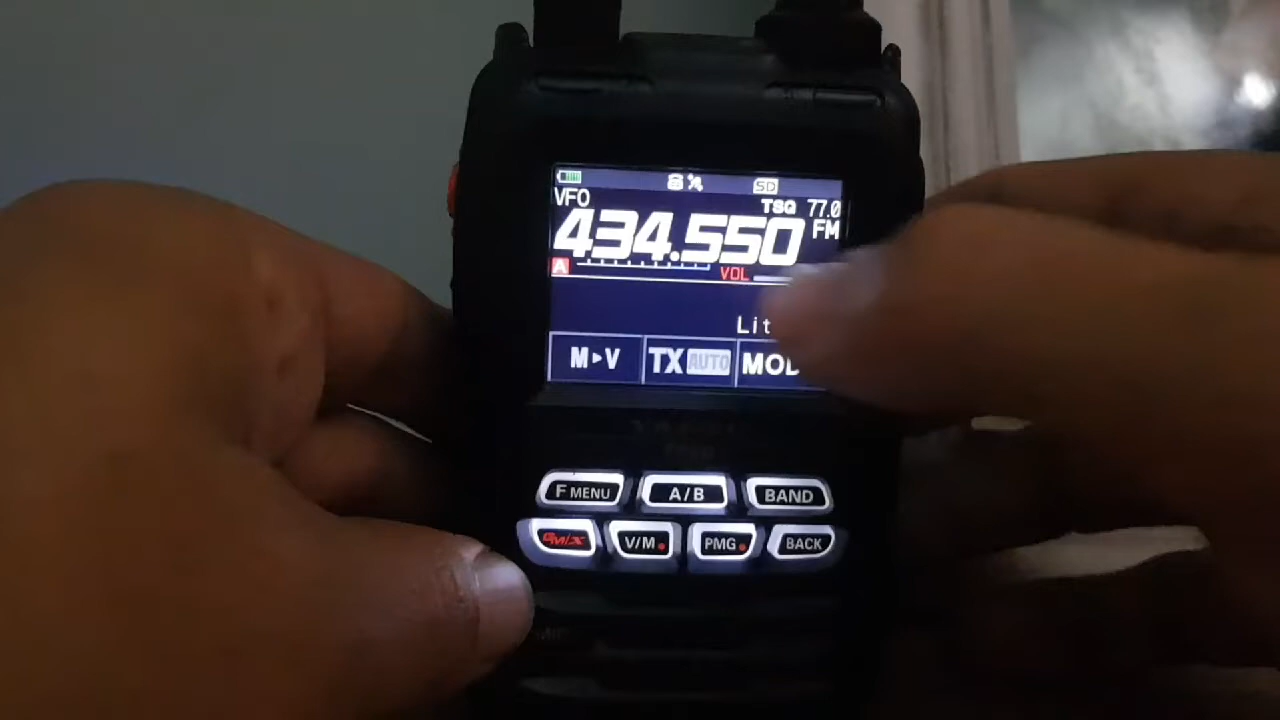 SD
VFO TSQ 77.0
434.550 FM
A VOL
Lit
M▸V TX AUTO MOD
F MENU A/B BAND
V/M PMG BACK